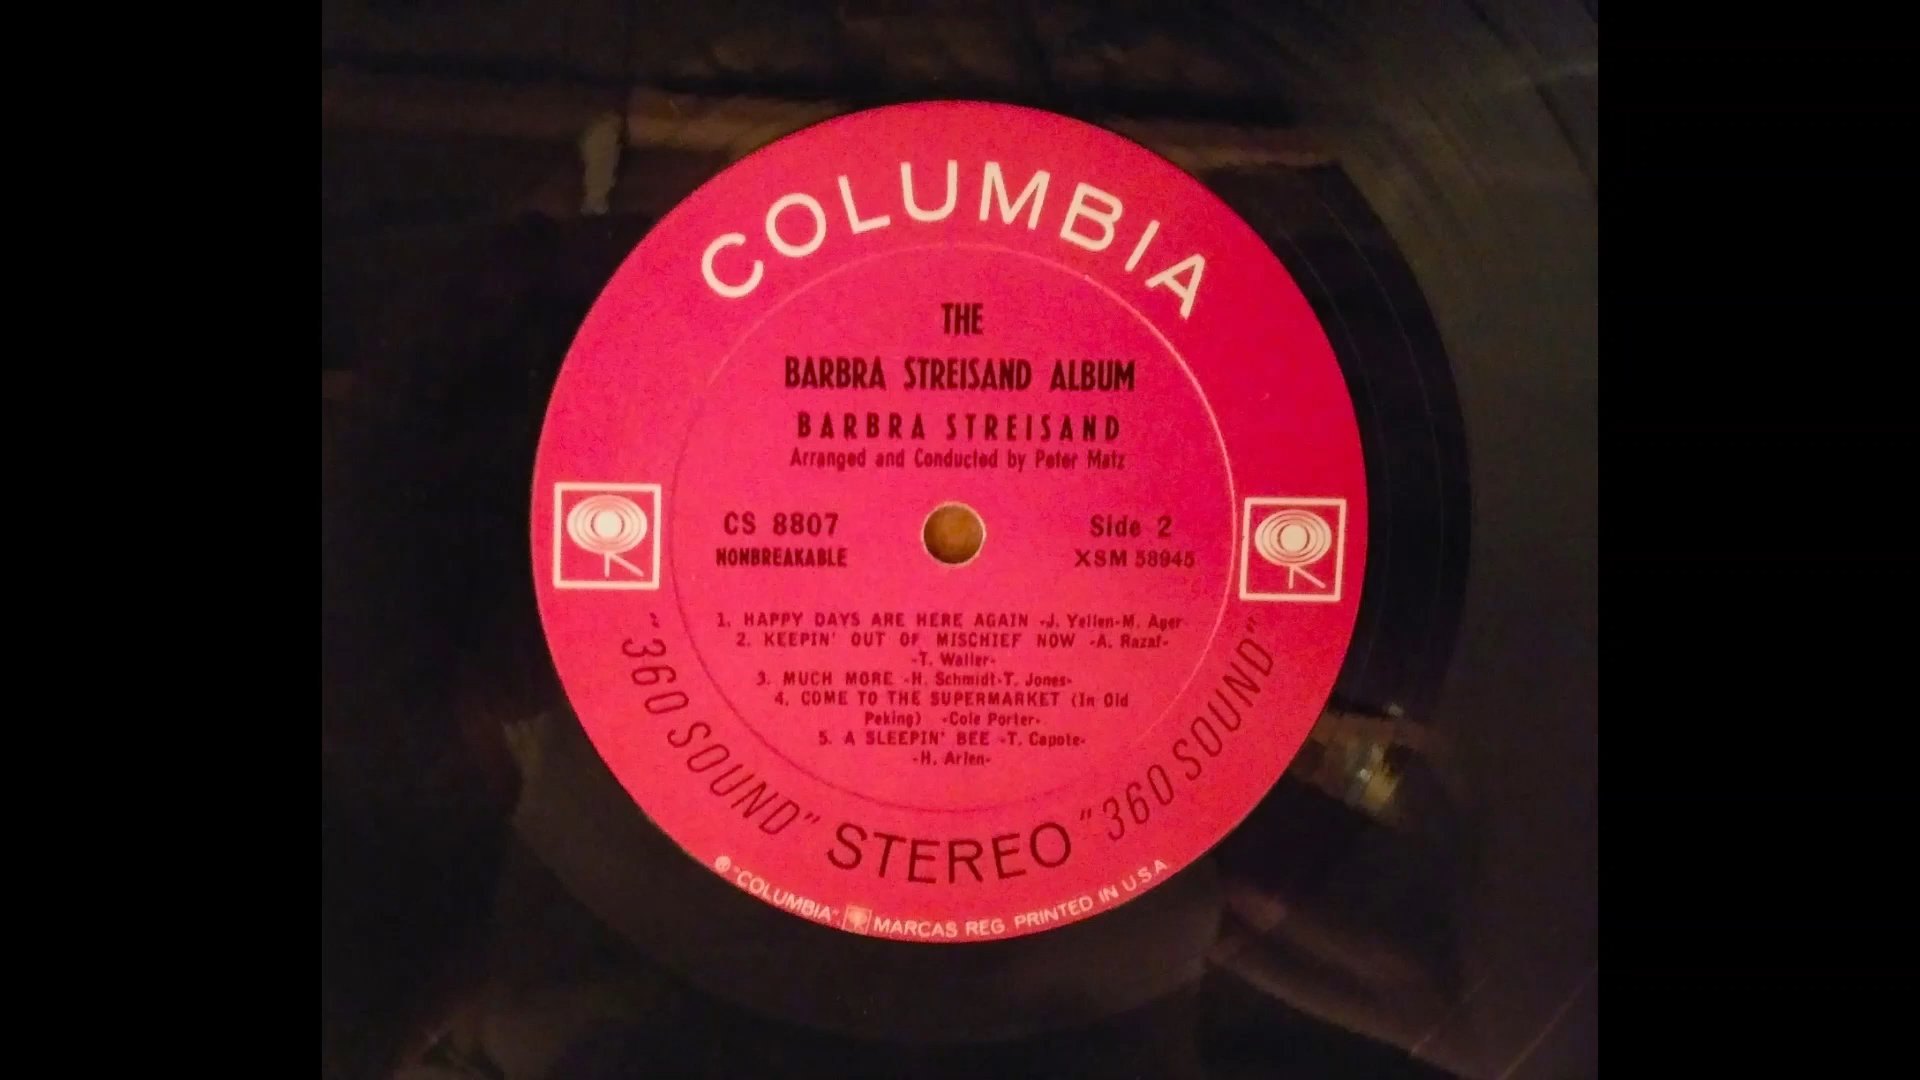 COLUMBIA
THE
BARBRA STREISAND ALBUM
BARBRA STREISAND
Arranged and Conducted by Peter Matz
CS 8807
NONBREAKABLE
Side 2
XSM 58945
1. HAPPY DAYS ARE HERE AGAIN -J. Yellen-M. Ager-
2. KEEPIN' OUT OF MISCHIEF NOW -A. Razaf-
-T. Waller-
3. MUCH MORE -H. Schmidt-T. Jones-
4. COME TO THE SUPERMARKET (In Old
Peking) -Cole Porter-
5. A SLEEPIN' BEE -T. Capote-
-H. Arlen-
"360 SOUND" STEREO "360 SOUND"
® "COLUMBIA", MARCAS REG. PRINTED IN U.S.A.